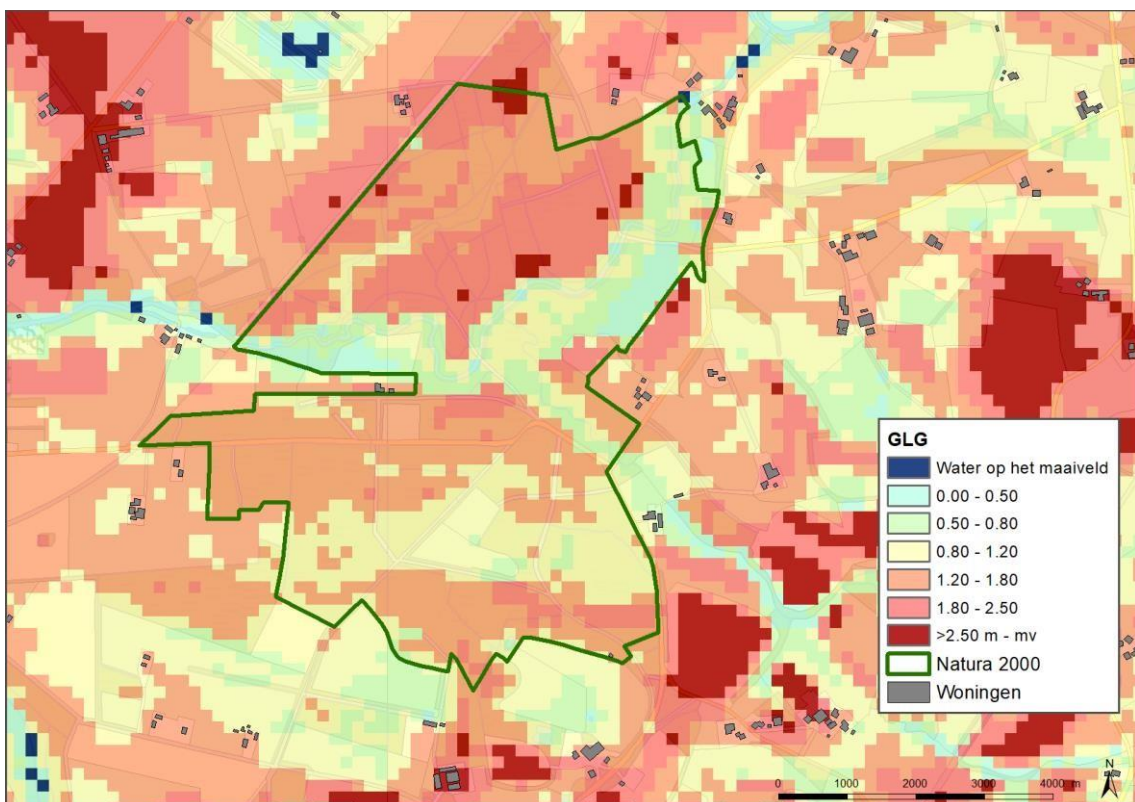 GLG
Water op het maaiveld
0.00 - 0.50
0.50 - 0.80
0.80 - 1.20
1.20 - 1.80
1.80 - 2.50
>2.50 m - mv
Natura 2000
Woningen
N
0 1000 2000 3000 4000 m